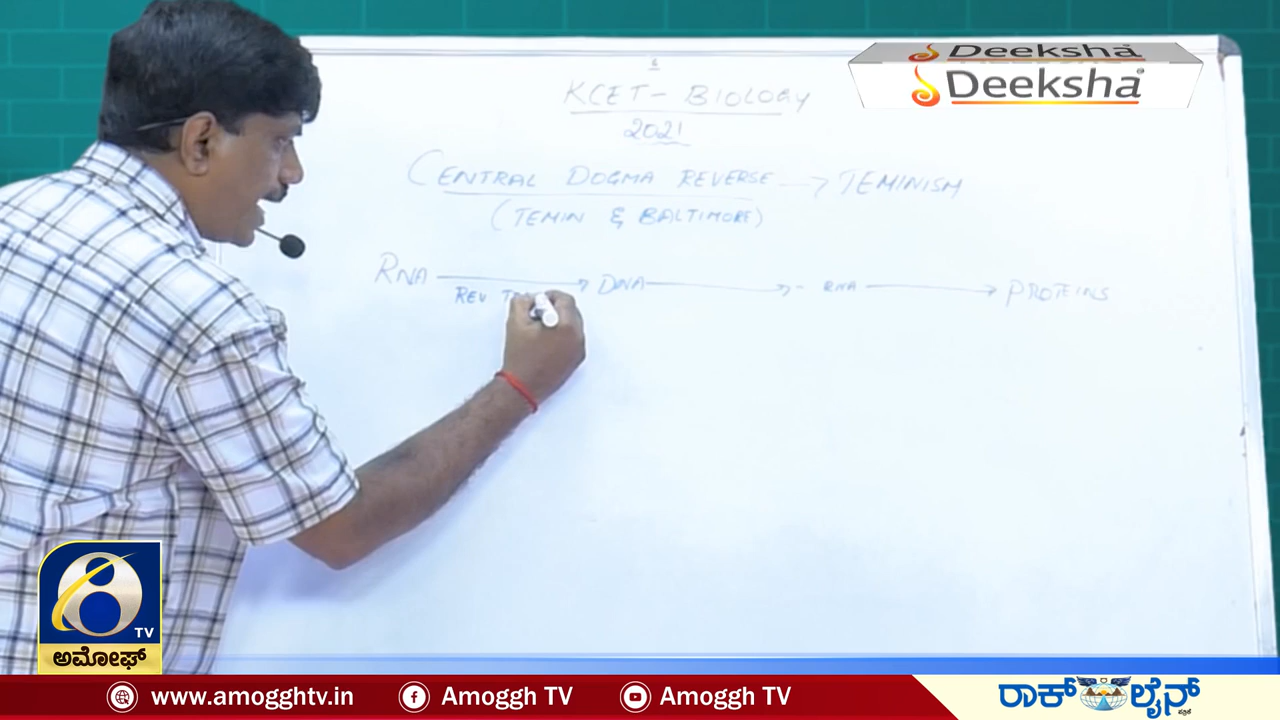 Deeksha
Deeksha®
KCET - BIOLOGY
2021
CENTRAL DOGMA REVERSE → TEMINISM
(TEMIN & BALTIMORE)
RNA → DNA → RNA → PROTEINS
REV
TV
ಅಮೋಘ್
www.amogghtv.in Amoggh TV Amoggh TV
ರಾಕ್ ಲೈನ್